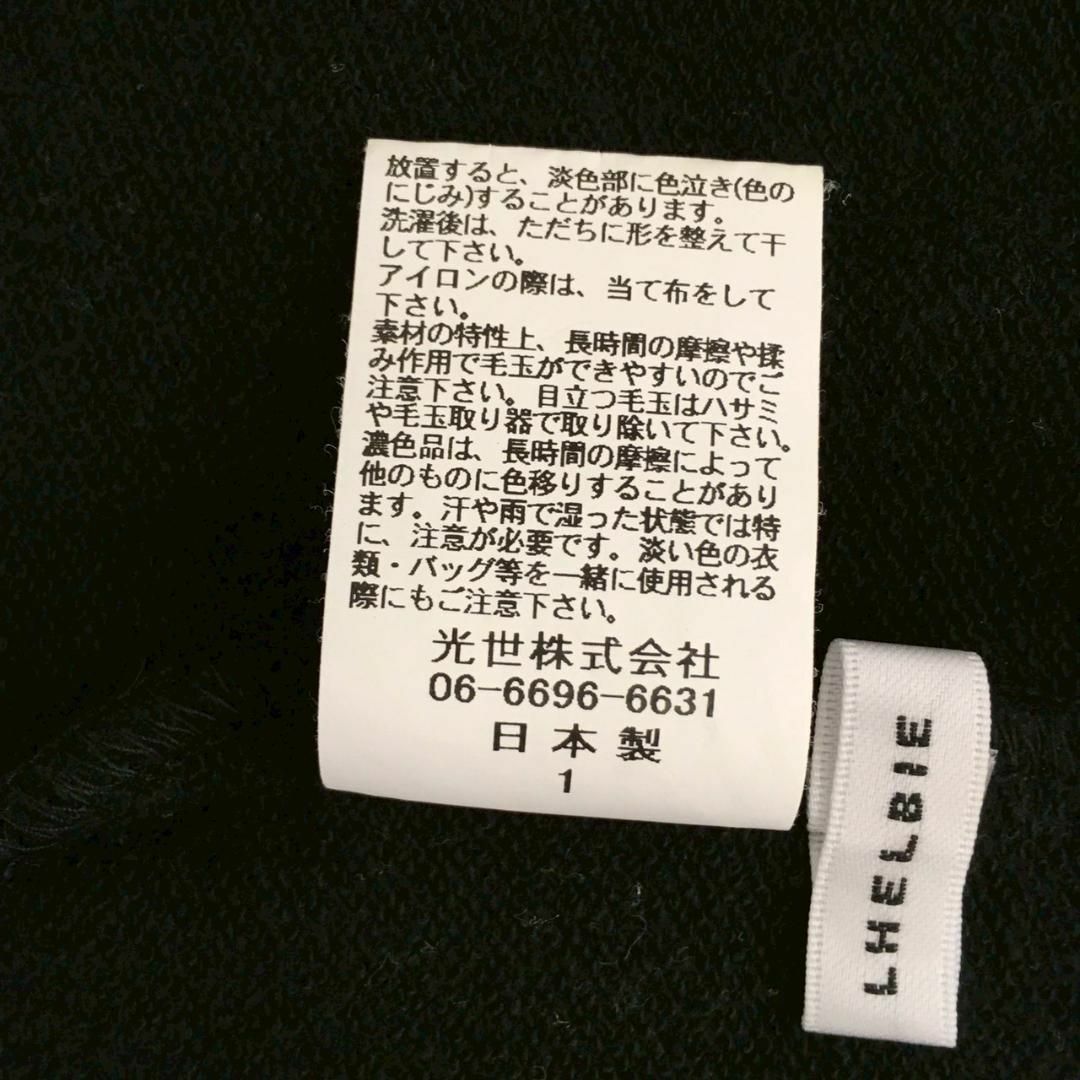 放置すると、淡色部に色泣き(色の
にじみ)することがあります。
洗濯後は、ただちに形を整えて干
して下さい。
アイロンの際は、当て布をして
下さい。
素材の特性上、長時間の摩擦や揉
み作用で毛玉ができやすいのでご
注意下さい。目立つ毛玉はハサミ
や毛玉取り器で取り除いて下さい。
濃色品は、長時間の摩擦によって
他のものに色移りすることがあり
ます。汗や雨で湿った状態では特
に、注意が必要です。淡い色の衣
類・バッグ等を一緒に使用される
際にもご注意下さい。
光世株式会社
06-6696-6631
日本製
1
LHELBIE